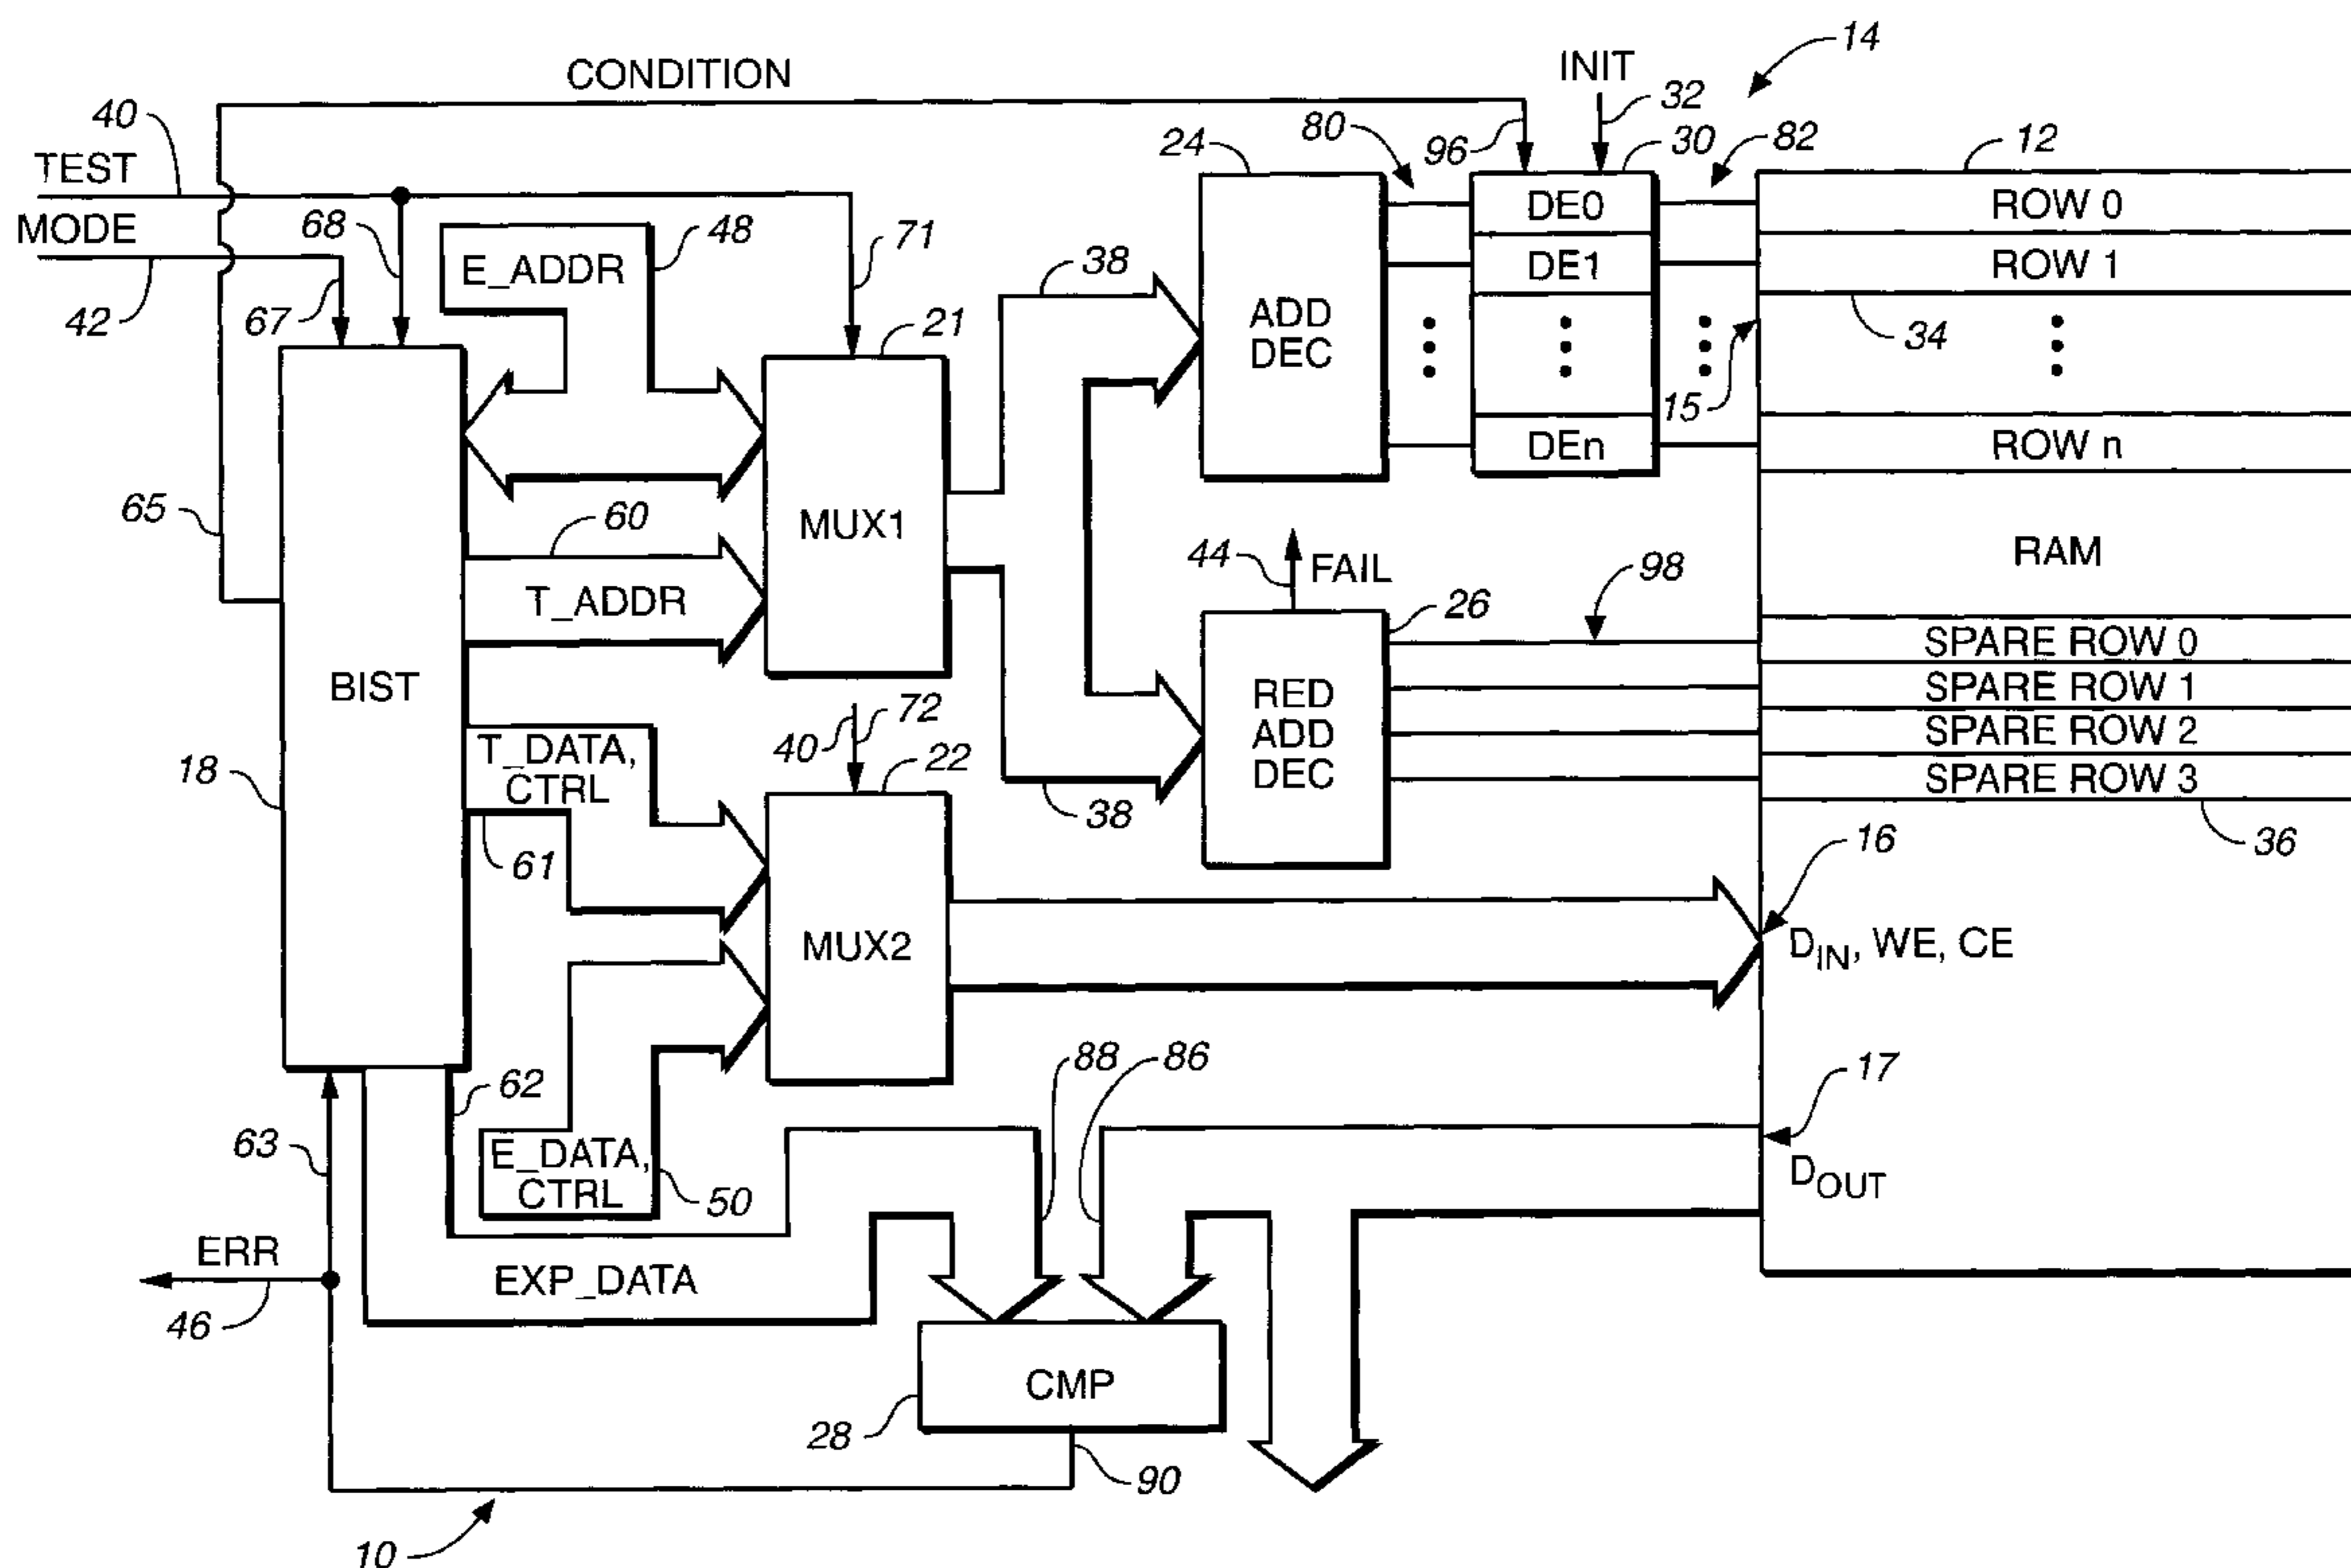 14
CONDITION
INIT
40
32
80
24
96
30
82
12
TEST
DE0
ROW 0
MODE
68
48
71
E_ADDR
38
DE1
ROW 1
42
67
21
ADD
DEC
34
15
DEn
ROW n
65
60
MUX1
RAM
44
FAIL
98
T_ADDR
26
SPARE ROW 0
BIST
RED
ADD
DEC
SPARE ROW 1
72
40
SPARE ROW 2
T_DATA,
CTRL
18
22
SPARE ROW 3
38
61
16
36
MUX2
DIN, WE, CE
88
86
17
62
63
E_DATA,
CTRL
50
DOUT
ERR
EXP_DATA
46
CMP
28
90
10